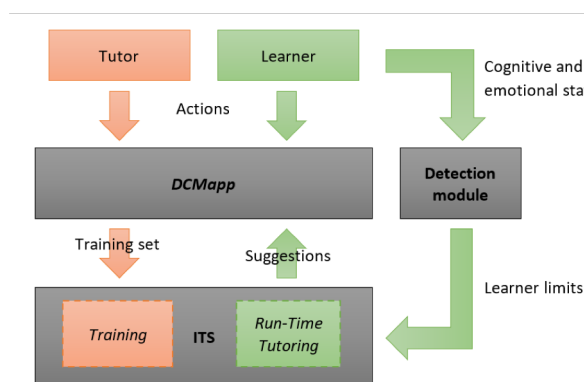 Tutor
Learner
Cognitive and
emotional sta
Actions
DCMapp
Detection
module
Training set
Suggestions
Learner limits
Training
ITS
Run-Time
Tutoring